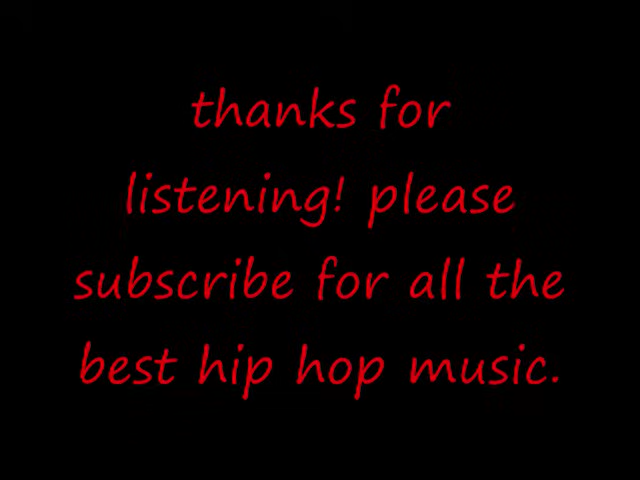 thanks for
listening! please
subscribe for all the
best hip hop music.